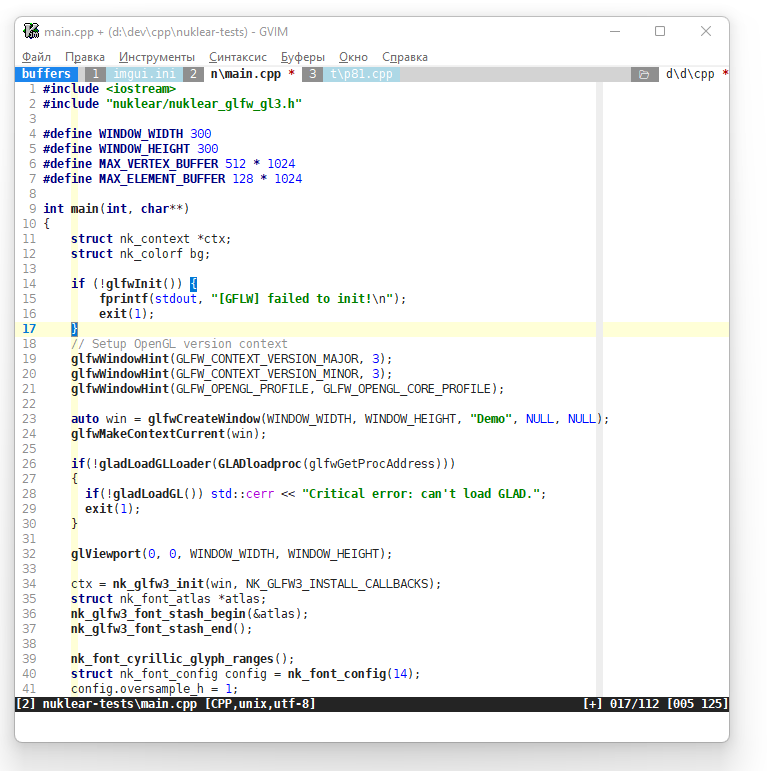 main.cpp + (d:\dev\cpp\nuklear-tests) - GVIM
Файл Правка Инструменты Синтаксис Буферы Окно Справка
buffers 1 imgui.ini 2 n\main.cpp * 3 t\p81.cpp d\d\cpp *
1 #include <iostream>
2 #include "nuklear/nuklear_glfw_gl3.h"
3
4 #define WINDOW_WIDTH 300
5 #define WINDOW_HEIGHT 300
6 #define MAX_VERTEX_BUFFER 512 * 1024
7 #define MAX_ELEMENT_BUFFER 128 * 1024
8
9 int main(int, char**)
10 {
11     struct nk_context *ctx;
12     struct nk_colorf bg;
13
14     if (!glfwInit()) {
15         fprintf(stdout, "[GFLW] failed to init!\n");
16         exit(1);
17     }
18     // Setup OpenGL version context
19     glfwWindowHint(GLFW_CONTEXT_VERSION_MAJOR, 3);
20     glfwWindowHint(GLFW_CONTEXT_VERSION_MINOR, 3);
21     glfwWindowHint(GLFW_OPENGL_PROFILE, GLFW_OPENGL_CORE_PROFILE);
22
23     auto win = glfwCreateWindow(WINDOW_WIDTH, WINDOW_HEIGHT, "Demo", NULL, NULL);
24     glfwMakeContextCurrent(win);
25
26     if(!gladLoadGLLoader(GLADloadproc(glfwGetProcAddress)))
27     {
28       if(!gladLoadGL()) std::cerr << "Critical error: can't load GLAD.";
29       exit(1);
30     }
31
32     glViewport(0, 0, WINDOW_WIDTH, WINDOW_HEIGHT);
33
34     ctx = nk_glfw3_init(win, NK_GLFW3_INSTALL_CALLBACKS);
35     struct nk_font_atlas *atlas;
36     nk_glfw3_font_stash_begin(&atlas);
37     nk_glfw3_font_stash_end();
38
39     nk_font_cyrillic_glyph_ranges();
40     struct nk_font_config config = nk_font_config(14);
41     config.oversample_h = 1;
[2] nuklear-tests\main.cpp [CPP,unix,utf-8] [+] 017/112 [005 125]